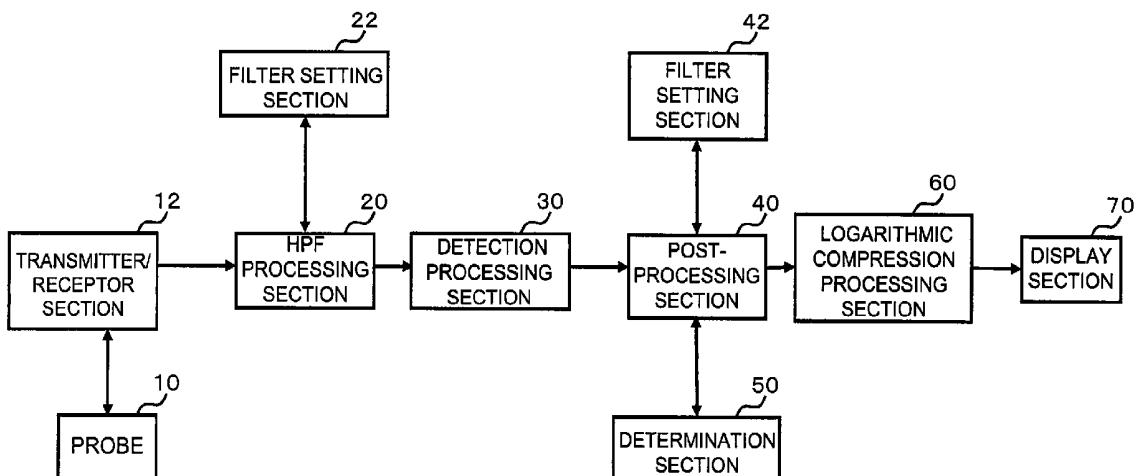 22
FILTER SETTING
SECTION
42
FILTER
SETTING
SECTION
12
TRANSMITTER/
RECEPTOR
SECTION
20
HPF
PROCESSING
SECTION
30
DETECTION
PROCESSING
SECTION
40
POST-
PROCESSING
SECTION
60
LOGARITHMIC
COMPRESSION
PROCESSING
SECTION
70
DISPLAY
SECTION
10
PROBE
50
DETERMINATION
SECTION